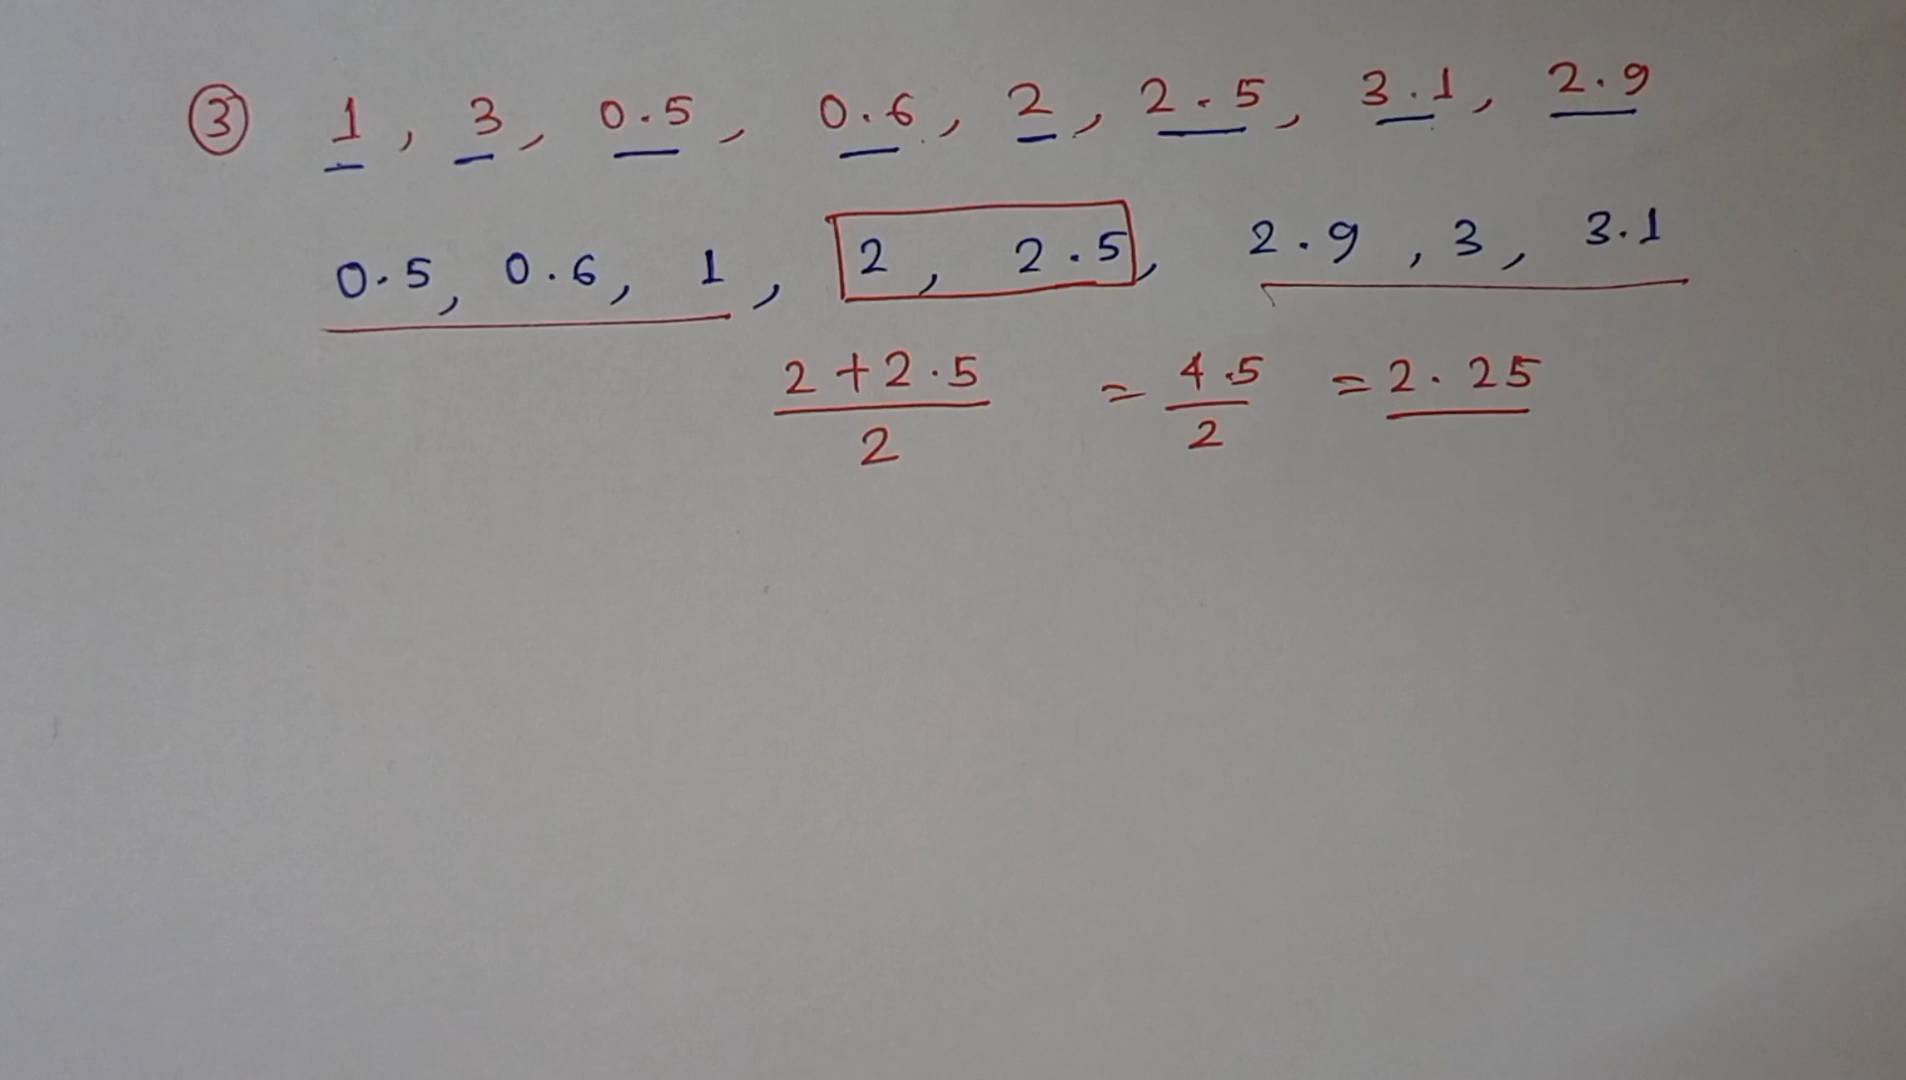 ③ 1, 3, 0.5, 0.6, 2, 2.5, 3.1, 2.9
0.5, 0.6, 1, 2, 2.5, 2.9, 3, 3.1
2+2.5/2 = 4.5/2 = 2.25